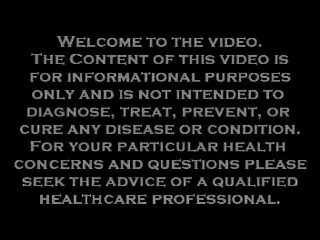 Welcome to the video.
The Content of this video is
for informational purposes
only and is not intended to
diagnose, treat, prevent, or
cure any disease or condition.
For your particular health
concerns and questions please
seek the advice of a qualified
healthcare professional.